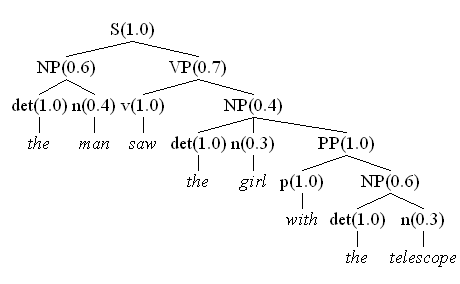 S(1.0)
NP(0.6) VP(0.7)
det(1.0) n(0.4) v(1.0) NP(0.4)
the man saw det(1.0) n(0.3) PP(1.0)
the girl p(1.0) NP(0.6)
with det(1.0) n(0.3)
the telescope